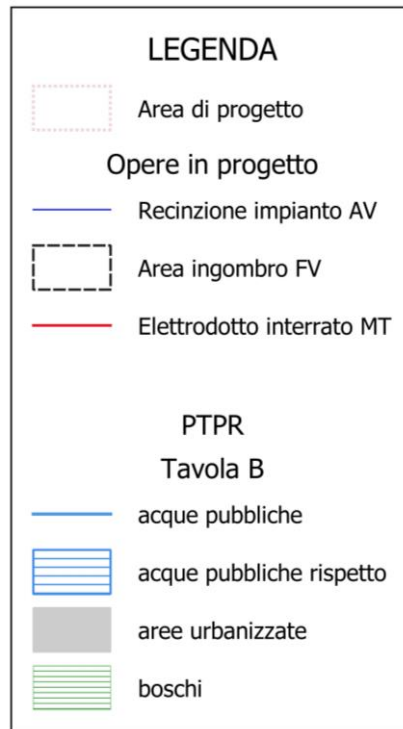 LEGENDA
Area di progetto
Opere in progetto
Recinzione impianto AV
Area ingombro FV
Elettrodotto interrato MT
PTPR
Tavola B
acque pubbliche
acque pubbliche rispetto
aree urbanizzate
boschi